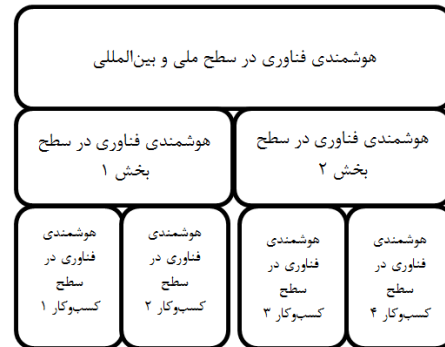 هوشمندی فناوری در سطح ملی و بین‌المللی
هوشمندی فناوری در سطح
بخش ۱
هوشمندی فناوری در سطح
بخش ۲
هوشمندی
فناوری در
سطح
کسب‌وکار ۱
هوشمندی
فناوری در
سطح
کسب‌وکار ۲
هوشمندی
فناوری در
سطح
کسب‌وکار ۳
هوشمندی
فناوری در
سطح
کسب‌وکار ۴